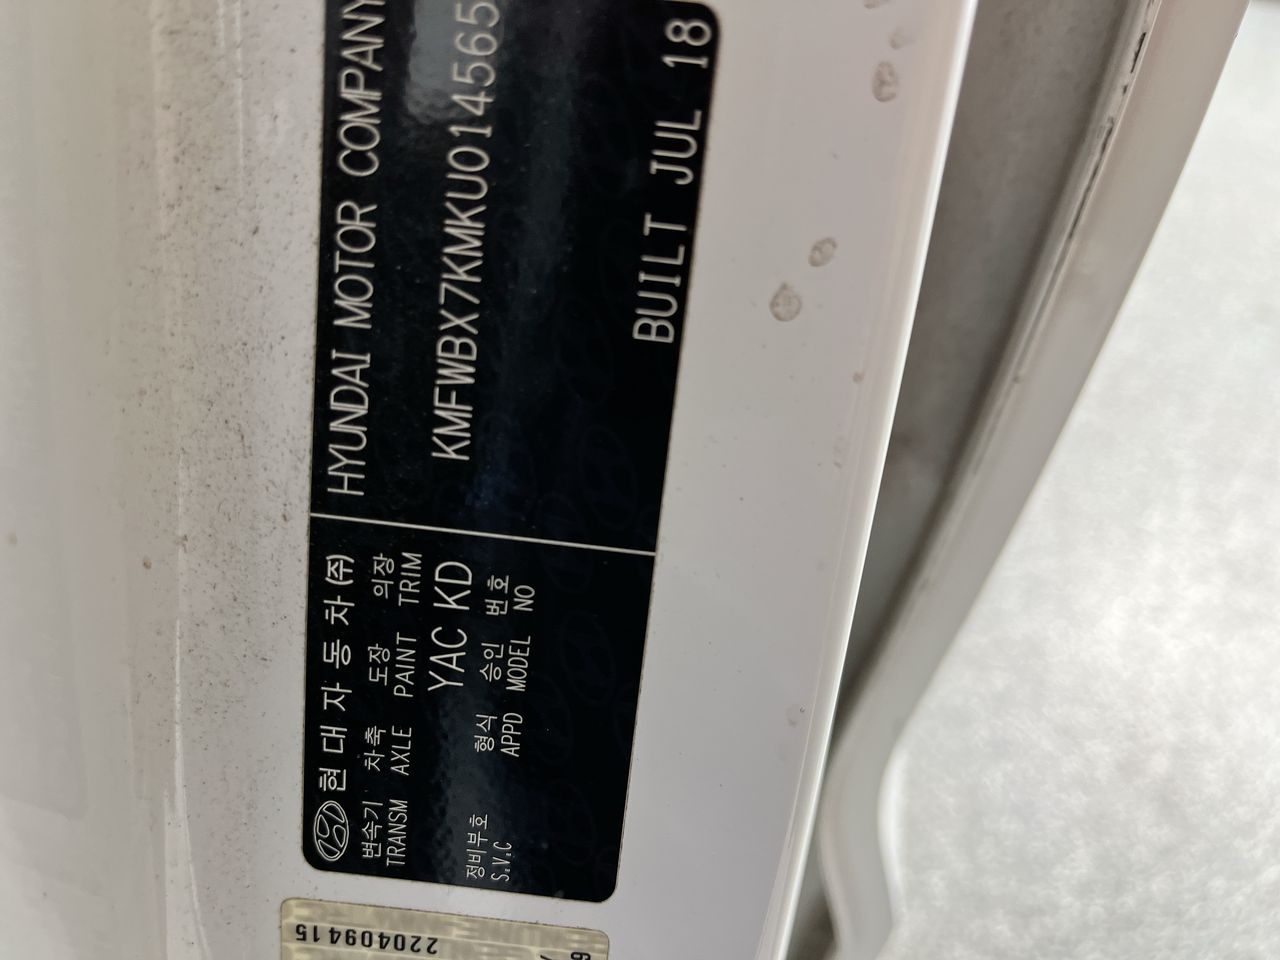 현대자동차(주)
HYUNDAI MOTOR COMPANY
변속기 차축 도장 의장
TRANSM AXLE PAINT TRIM
YAC KD
KMFWBX7KMKU014565
정비부호
S.V.C
형식 승인 번호
APPD MODEL NO
BUILT JUL 18
220409415